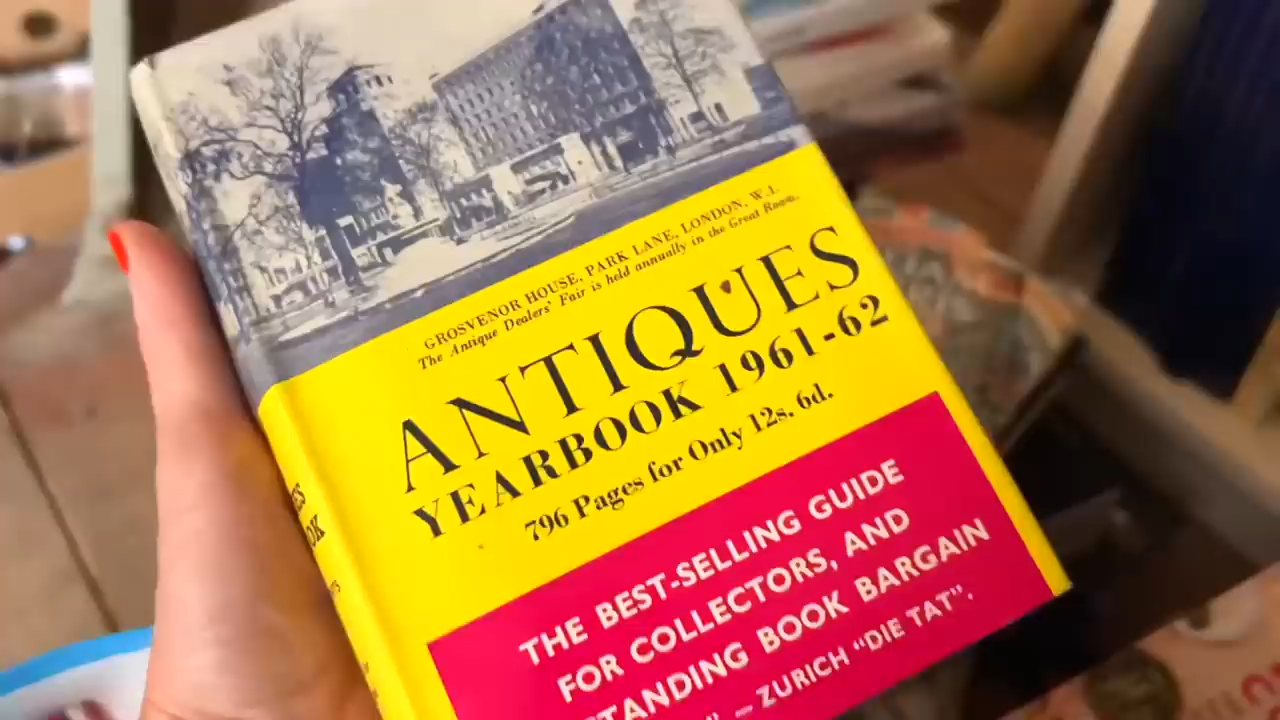 GROSVENOR HOUSE, PARK LANE, LONDON, W.1.
The Antique Dealers' Fair is held annually in the Great Room.
ANTIQUES
YEARBOOK 1961-62
796 Pages for Only 12s. 6d.
THE BEST-SELLING GUIDE
FOR COLLECTORS, AND
STANDING BOOK BARGAIN
" — ZURICH "DIE TAT".